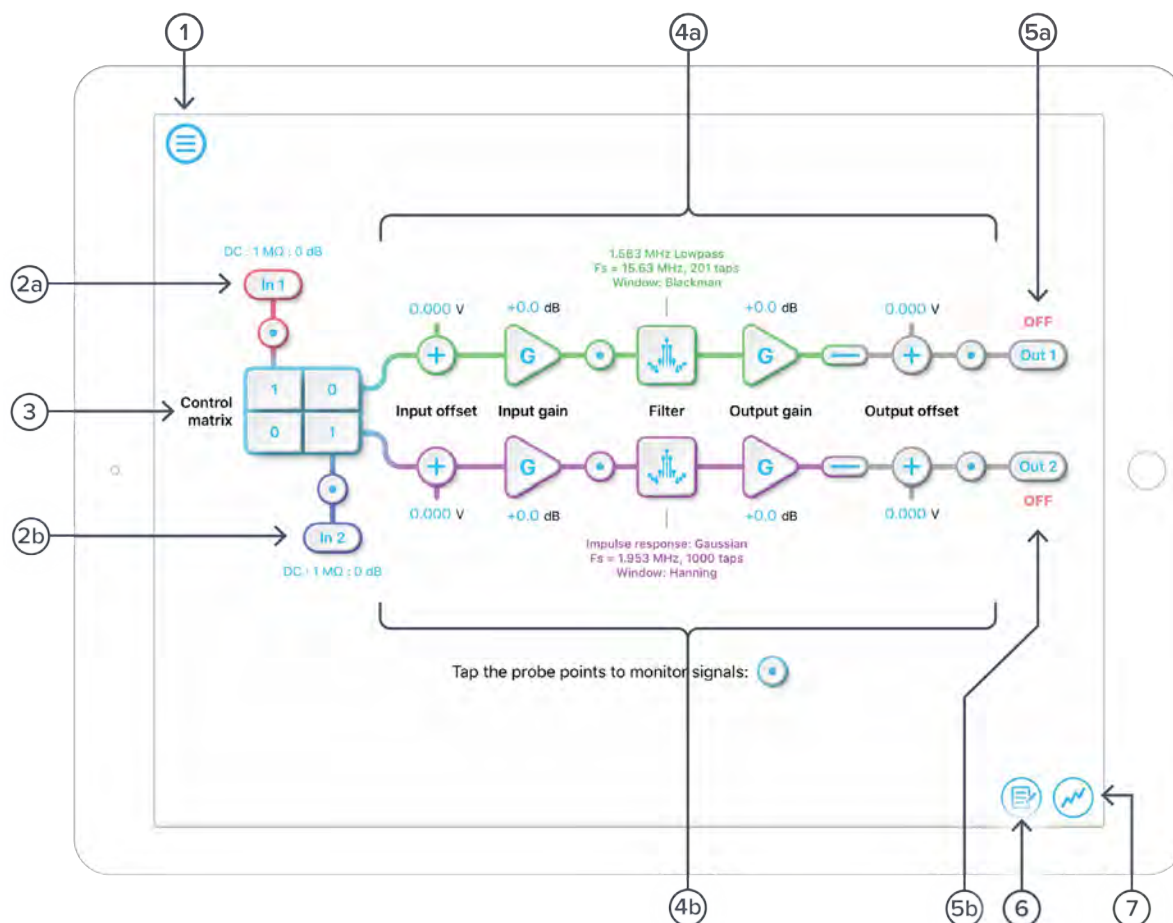 1
4a
5a
DC : 1 MΩ : 0 dB
2a
In 1
1.563 MHz Lowpass
Fs = 15.63 MHz, 201 taps
Window: Blackman
0.000 V
+0.0 dB
+0.0 dB
0.000 V
OFF
G
G
Out 1
3
Control
matrix
1 0
0 1
Input offset
Input gain
Filter
Output gain
Output offset
G
G
Out 2
0.000 V
+0.0 dB
+0.0 dB
0.000 V
OFF
2b
In 2
DC : 1 MΩ : 0 dB
Impulse response: Gaussian
Fs = 1.953 MHz, 1000 taps
Window: Hanning
Tap the probe points to monitor signals:
4b
5b
6
7